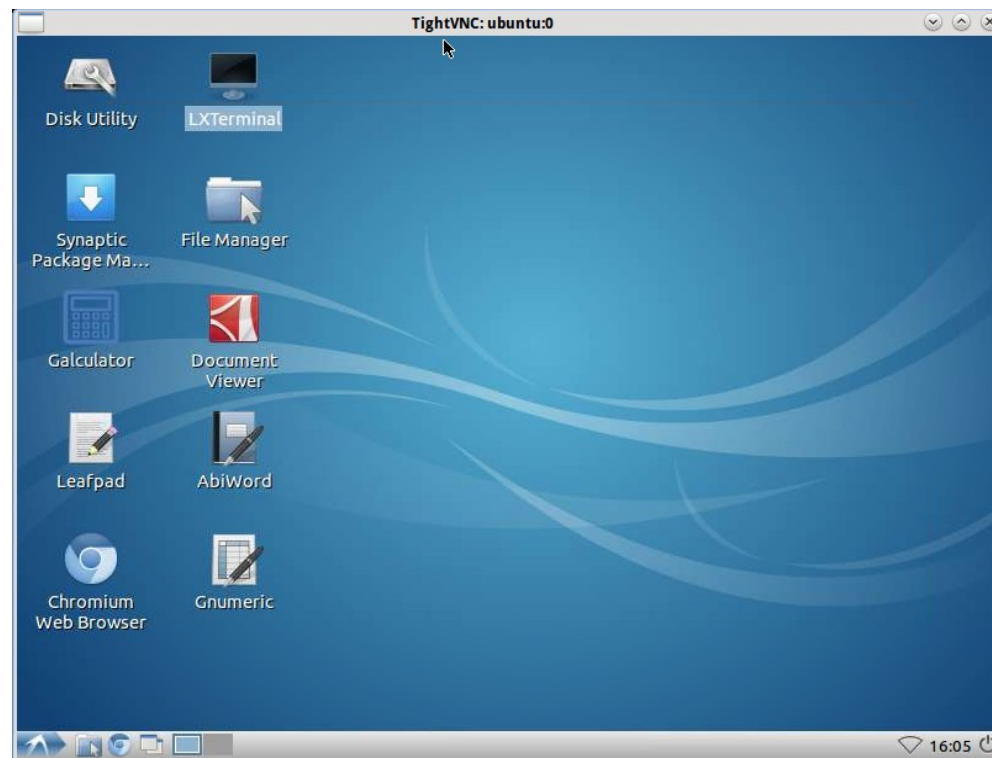 TightVNC: ubuntu:0
Disk Utility
LXTerminal
Synaptic
Package Ma...
File Manager
Galculator
Document
Viewer
Leafpad
AbiWord
Chromium
Web Browser
Gnumeric
16:05